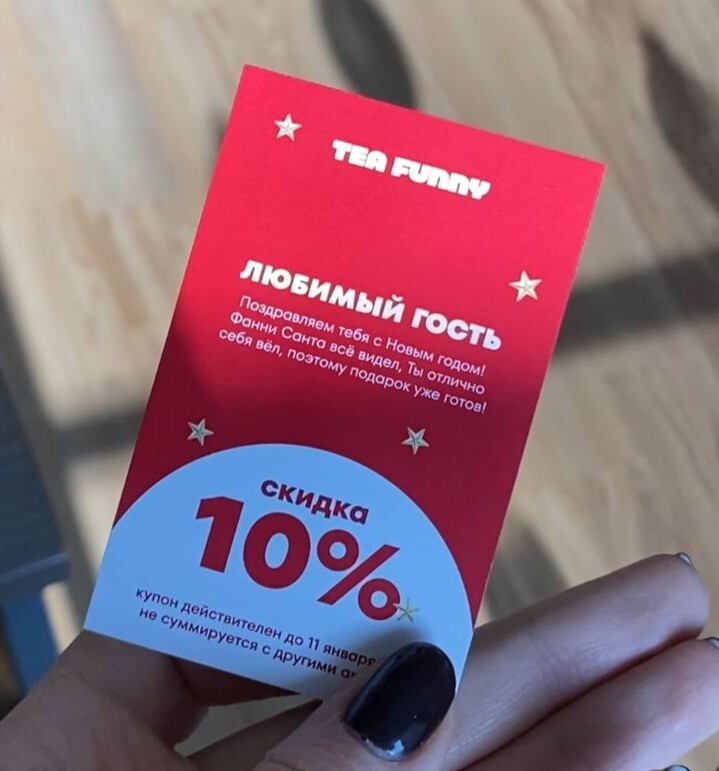 TEA FUNNY
ЛЮБИМЫЙ ГОСТЬ
Поздравляем тебя с Новым годом!
Фанни Санта всё видел, Ты отлично
себя вёл, поэтому подарок уже готов!
скидка
10%
купон действителен до 11 января
не суммируется с другими